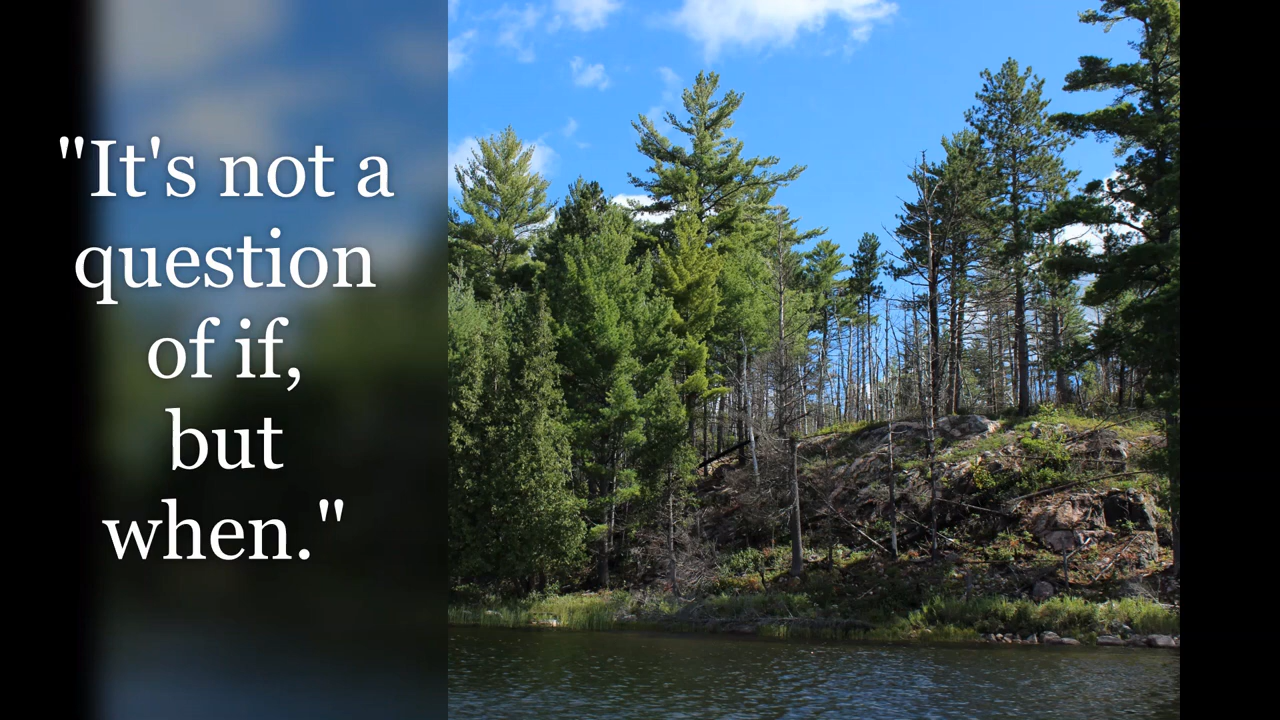 "It's not a
question
of if,
but
when."